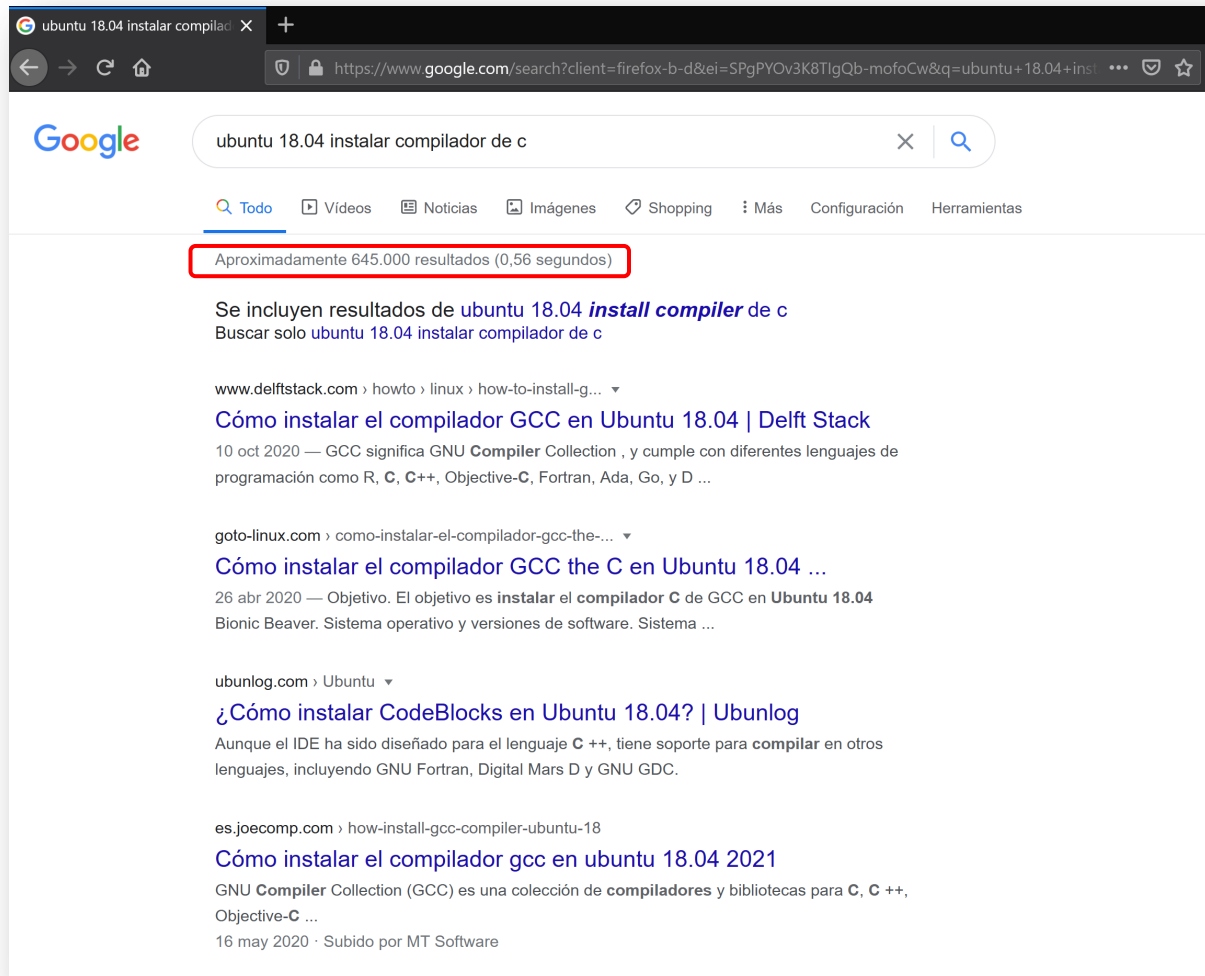 ubuntu 18.04 instalar compilad
https://www.google.com/search?client=firefox-b-d&ei=SPgPYOv3K8TIgQb-mofoCw&q=ubuntu+18.04+inst
Google
ubuntu 18.04 instalar compilador de c
Todo Vídeos Noticias Imágenes Shopping Más Configuración Herramientas
Aproximadamente 645.000 resultados (0,56 segundos)
Se incluyen resultados de ubuntu 18.04 install compiler de c
Buscar solo ubuntu 18.04 instalar compilador de c
www.delftstack.com › howto › linux › how-to-install-g...
Cómo instalar el compilador GCC en Ubuntu 18.04 | Delft Stack
10 oct 2020 — GCC significa GNU Compiler Collection , y cumple con diferentes lenguajes de
programación como R, C, C++, Objective-C, Fortran, Ada, Go, y D ...
goto-linux.com › como-instalar-el-compilador-gcc-the-...
Cómo instalar el compilador GCC the C en Ubuntu 18.04 ...
26 abr 2020 — Objetivo. El objetivo es instalar el compilador C de GCC en Ubuntu 18.04
Bionic Beaver. Sistema operativo y versiones de software. Sistema ...
ubunlog.com › Ubuntu
¿Cómo instalar CodeBlocks en Ubuntu 18.04? | Ubunlog
Aunque el IDE ha sido diseñado para el lenguaje C ++, tiene soporte para compilar en otros
lenguajes, incluyendo GNU Fortran, Digital Mars D y GNU GDC.
es.joecomp.com › how-install-gcc-compiler-ubuntu-18
Cómo instalar el compilador gcc en ubuntu 18.04 2021
GNU Compiler Collection (GCC) es una colección de compiladores y bibliotecas para C, C ++,
Objective-C ...
16 may 2020 · Subido por MT Software